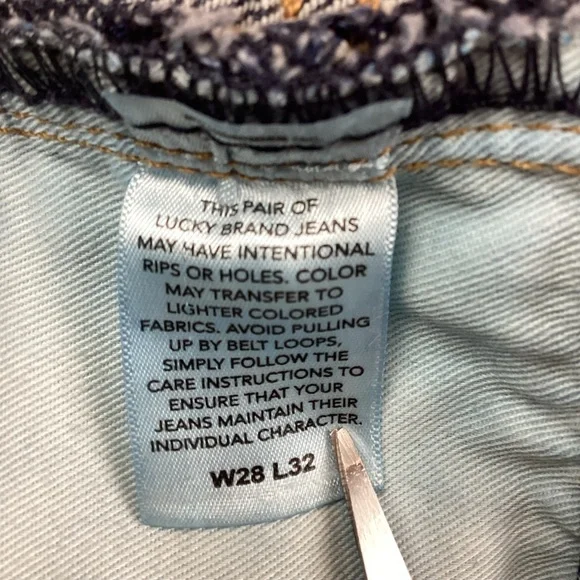 THIS PAIR OF
LUCKY BRAND JEANS
MAY HAVE INTENTIONAL
RIPS OR HOLES. COLOR
MAY TRANSFER TO
LIGHTER COLORED
FABRICS. AVOID PULLING
UP BY BELT LOOPS,
SIMPLY FOLLOW THE
CARE INSTRUCTIONS TO
ENSURE THAT YOUR
JEANS MAINTAIN THEIR
INDIVIDUAL CHARACTER.
W28 L32